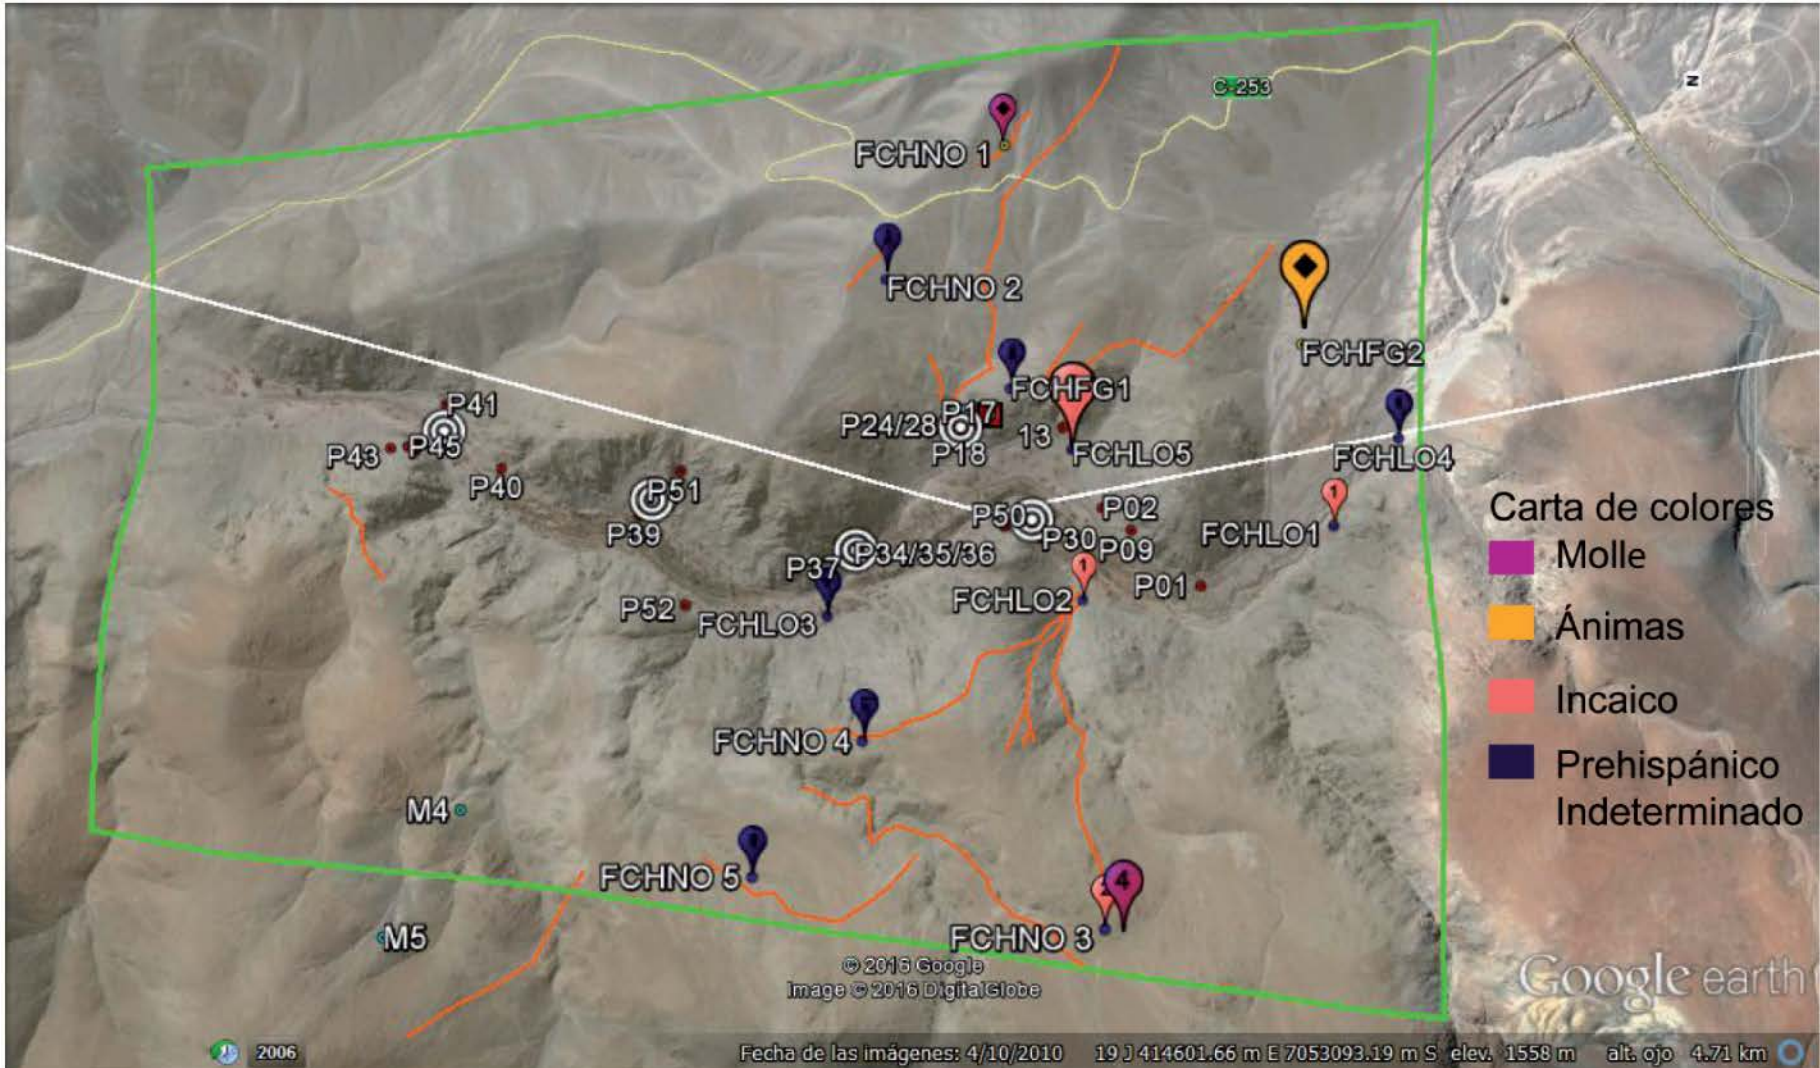 C-253
N
FCHNO 1
FCHNO 2
FCHFG2
FCHFG1
P41
P24/28
P17
13
P43
P45
P18
FCHLO5
FCHLO4
P40
P51
P50
P02
Carta de colores
P39
P30
P09
FCHLO1
1
Molle
P37
P34/35/36
1
P01
P52
FCHLO3
FCHLO2
Ánimas
Incaico
FCHNO 4
Prehispánico
Indeterminado
M4
FCHNO 5
4
M5
FCHNO 3
© 2016 Google
Image © 2016 DigitalGlobe
Google earth
2006
Fecha de las imágenes: 4/10/2010 19 J 414601.66 m E 7053093.19 m S elev. 1558 m alt. ojo 4.71 km